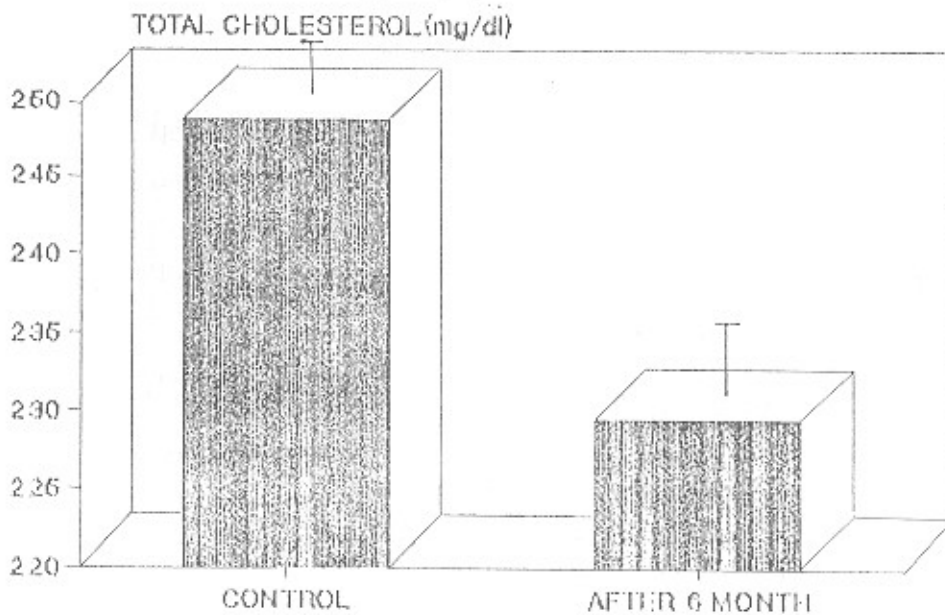 TOTAL CHOLESTEROL (mg/dl)
250
245
240
235
230
225
220
CONTROL
AFTER 6 MONTH